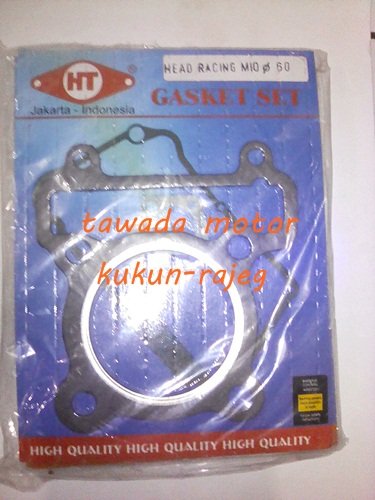 HT
®
Jakarta - Indonesia
HEAD RACING MIO Ø 60
GASKET SET
tawada motor
kukun-rajeg
HIGH QUALITY HIGH QUALITY HIGH QUALITY